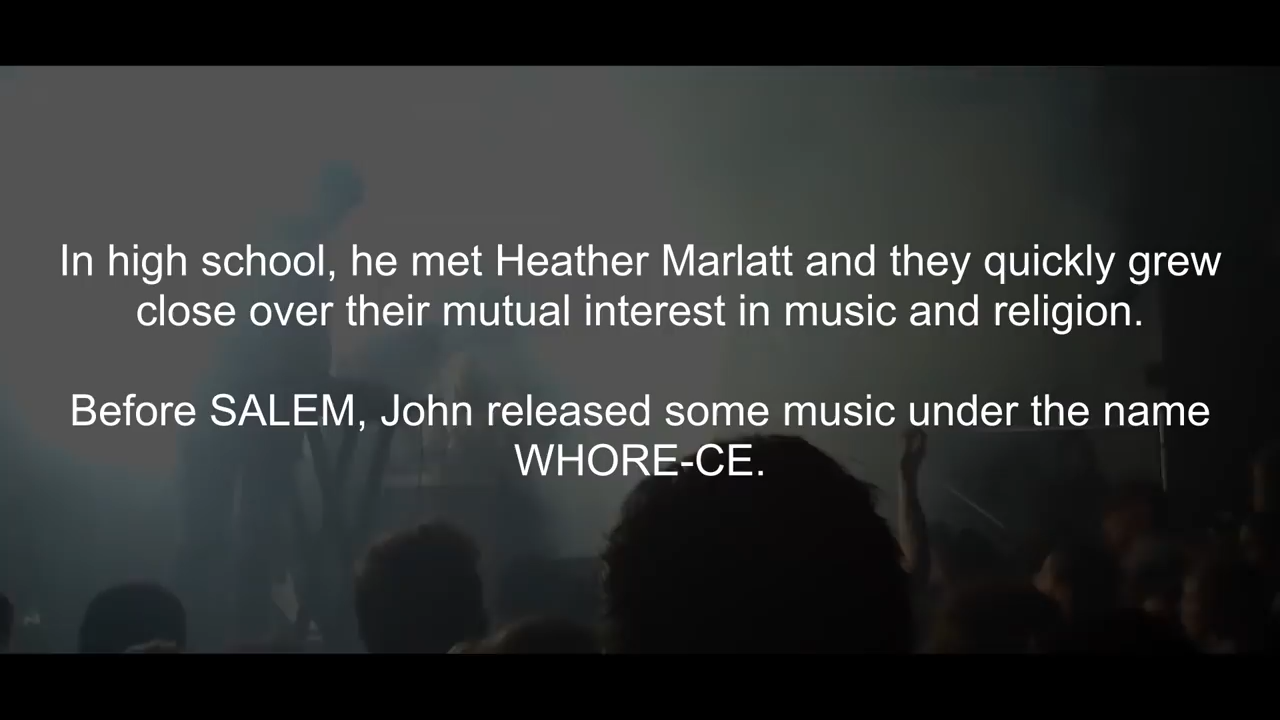 In high school, he met Heather Marlatt and they quickly grew
close over their mutual interest in music and religion.
Before SALEM, John released some music under the name
WHORE-CE.